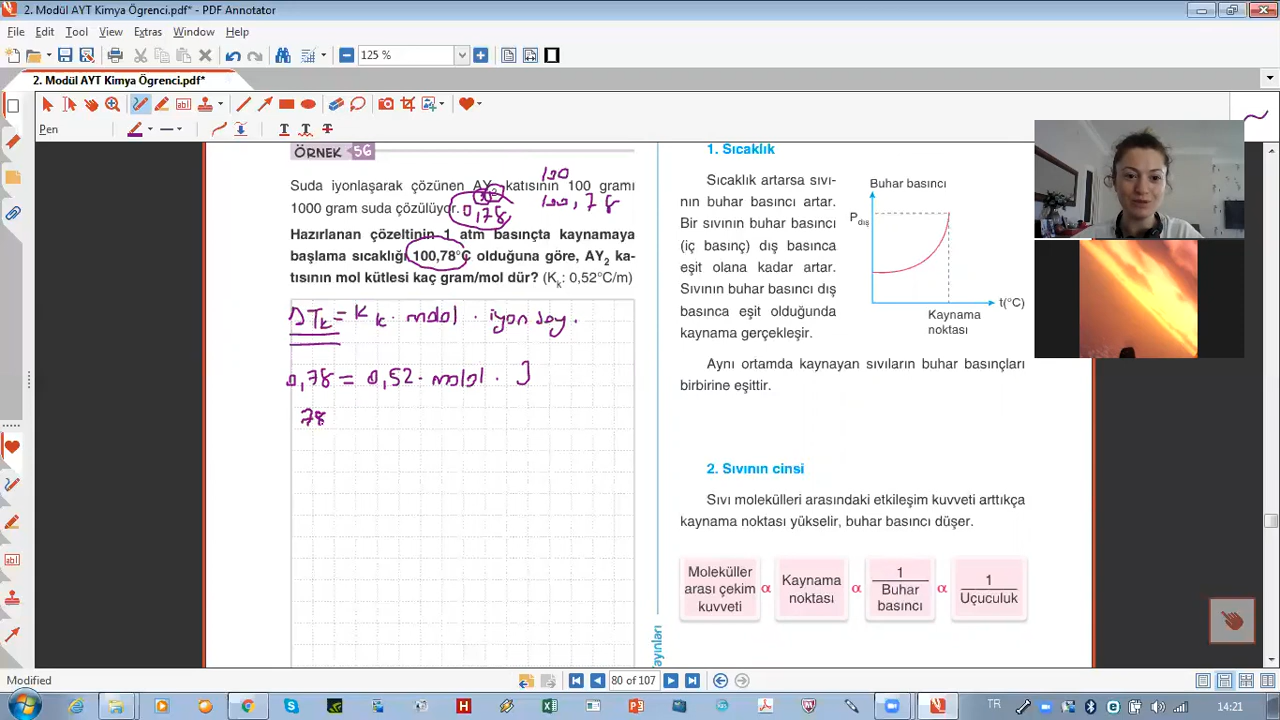 2. Modül AYT Kimya Ögrenci.pdf* - PDF Annotator
File Edit Tool View Extras Window Help
125 %
2. Modül AYT Kimya Ögrenci.pdf*
Pen
ÖRNEK 56
Suda iyonlaşarak çözünen AY2 katısının 100 gramı
1000 gram suda çözülüyor.
Hazırlanan çözeltinin 1 atm basınçta kaynamaya
başlama sıcaklığı 100,78°C olduğuna göre, AY2 ka-
tısının mol kütlesi kaç gram/mol dür? (Kk: 0,52°C/m)
100
100,78
0,78
ΔTk = Kk . molal . iyon say.
0,78 = 0,52 . molal . 3
78
1. Sıcaklık
Sıcaklık artarsa sıvı-
nın buhar basıncı artar.
Bir sıvının buhar basıncı
(iç basınç) dış basınca
eşit olana kadar artar.
Sıvının buhar basıncı dış
basınca eşit olduğunda
kaynama gerçekleşir.
Buhar basıncı
Pdış
t(°C)
Kaynama
noktası
Aynı ortamda kaynayan sıvıların buhar basınçları
birbirine eşittir.
2. Sıvının cinsi
Sıvı molekülleri arasındaki etkileşim kuvveti arttıkça
kaynama noktası yükselir, buhar basıncı düşer.
Moleküller
arası çekim
kuvveti
α
Kaynama
noktası
α
1
Buhar
basıncı
α
1
Uçuculuk
ayınları
Modified
80 of 107
TR
14:21